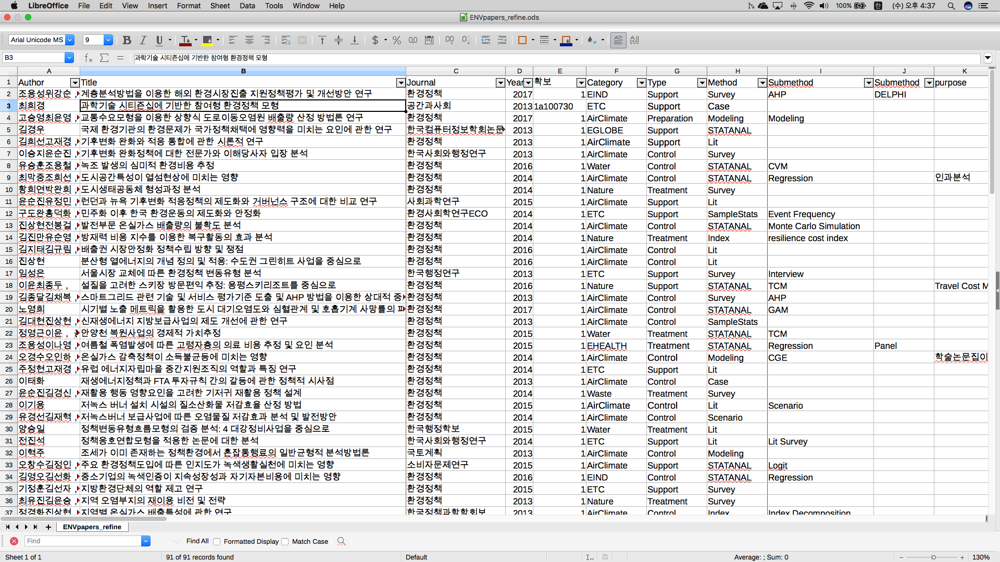 LibreOffice File Edit View Insert Format Sheet Data Tools Window Help 100% 한 (수) 오후 4:37
ENVpapers_refine.ods
Arial Unicode MS 9
B3 과학기술 시티즌십에 기반한 참여형 환경정책 모형
A B C D E F G H I J K
1 Author Title Journal Year 학보 Category Type Method Submethod Submethod purpose
2 조용성위강순 , 계층분석방법을 이용한 해외 환경시장진출 지원정책평가 및 개선방안 연구 환경정책 2017 1 EIND Support Survey AHP DELPHI
3 최희경 과학기술 시티즌십에 기반한 참여형 환경정책 모형 공간과사회 2013 1a100730 ETC Support Case
4 고승영최윤영 , 교통수요모형을 이용한 상향식 도로이동오염원 배출량 산정 방법론 연구 환경정책 2017 1 AirClimate Preparation Modeling Modeling
5 김경우 국제 환경기관의 환경문제가 국가정책채택에 영향력을 미치는 요인에 관한 연구 한국컴퓨터정보학회논문 2013 1 EGLOBE Support STATANAL
6 김희선고재경 , 기후변화 완화와 적응 통합에 관한 시론적 연구 환경정책 2013 1 AirClimate Support Lit
7 이승지윤순진 , 기후변화 완화정책에 대한 전문가와 이해당사자 입장 분석 한국사회와행정연구 2013 1 AirClimate Control Survey
8 유승훈조용철 , 녹조 발생의 심미적 환경비용 추정 환경정책 2016 1 Water Control STATANAL CVM
9 최막중조희선 , 도시공간특성이 열섬현상에 미치는 영향 환경정책 2014 1 AirClimate Control STATANAL Regression 인과분석
10 황희연박완희 , 도시생태공동체 형성과정 분석 환경정책 2014 1 Nature Treatment Survey
11 윤순진유정민 , 런던과 뉴욕 기후변화 적응정책의 제도화와 거버넌스 구조에 대한 비교 연구 사회과학연구 2015 1 AirClimate Support Lit
12 구도완홍덕화 , 민주화 이후 한국 환경운동의 제도화와 안정화 환경사회학연구ECO 2014 1 ETC Support SampleStats Event Frequency
13 진상현전봉걸 , 발전부문 온실가스 배출량의 불확도 분석 환경정책 2014 1 AirClimate Control STATANAL Monte Carlo Simulation
14 김진만유순영 , 방재력 비용 지수를 이용한 복구활동의 효과 분석 환경정책 2014 1 Nature Treatment Index resilience cost index
15 김지태김규림 , 배출권 시장안정화 정책수립 방향 및 쟁점 환경정책 2016 1 AirClimate Control Lit
16 진상현 분산형 열에너지의 개념 정의 및 적용: 수도권 그린히트 사업을 중심으로 환경정책 2016 1 AirClimate Control Lit
17 임성은 서울시장 교체에 따른 환경정책 변동유형 분석 한국행정연구 2013 1 ETC Support Survey Interview
18 이윤최종두 , 설질을 고려한 스키장 방문편익 추정: 용평스키리조트를 중심으로 환경정책 2016 1 Nature Support STATANAL TCM Travel Cost M
19 김종달김채복 , 스마트그리드 관련 기술 및 서비스 평가기준 도출 및 AHP 방법을 이용한 상대적 중 환경정책 2013 1 AirClimate Control Survey AHP
20 노영희 시기별 노출 메트릭을 활용한 도시 대기오염도와 심혈관계 및 호흡기계 사망률의 환경정책 2017 1 AirClimate Control STATANAL GAM
21 김대현진상현 , 신재생에너지 지방보급사업의 제도 개선에 관한 연구 환경정책 2013 1 AirClimate Control SampleStats
22 정영근이윤 , 안양천 복원사업의 경제적 가치추정 환경정책 2015 1 Water Treatment STATANAL TCM
23 조용성이나영 , 여름철 폭염발생에 따른 고령자층의 의료 비용 추정 및 요인 분석 환경정책 2015 1 EHEALTH Treatment STATANAL Regression Panel
24 오경수오인하 , 온실가스 감축정책이 소득불균등에 미치는 영향 환경정책 2014 1 AirClimate Control Modeling CGE 학술논문집이
25 주정현고재경 , 유럽 에너지자립마을 중간지원조직의 역할과 특징 연구 환경정책 2014 1 ETC Support Lit
26 이태화 재생에너지정책과 FTA 투자규칙 간의 갈등에 관한 정책적 시사점 환경정책 2013 1 AirClimate Control Case
27 윤순진김경신 , 재활용 행동 영향요인을 고려한 기저귀 재활용 정책 설계 환경정책 2014 1 Waste Treatment Survey
28 이기용 저녹스 버너 설치 시설의 질소산화물 저감효율 산정 방법 환경정책 2015 1 AirClimate Control Lit Scenario
29 유경선김재혁 , 저녹스버너 보급사업에 따른 오염물질 저감효과 분석 및 발전방안 환경정책 2014 1 AirClimate Control Scenario
30 양승일 정책변동유형흐름모형의 검증 분석: 4 대강정비사업을 중심으로 한국행정학보 2015 1 Water Treatment Lit
31 전진석 정책옹호연합모형을 적용한 논문에 대한 분석 한국사회와행정연구 2014 1 ETC Support Lit Lit Survey
32 이혁주 조세가 이미 존재하는 정책환경에서 혼잡통행료의 일반균형적 분석방법론 국토계획 2013 1 AirClimate Control Modeling
33 오창수김정인 , 주요 환경정책도입에 따른 인지도가 녹색생활실천에 미치는 영향 소비자문제연구 2015 1 AirClimate Support STATANAL Logit
34 김영오김선화 , 중소기업의 녹색인증이 지속성장성과 자기자본비용에 미치는 영향 환경정책 2016 1 EIND Control STATANAL Regression
35 기정훈김선자 , 지방환경단체의 역할 제고 연구 환경정책 2015 1 ETC Support Survey
36 최유진김윤승 , 지역 오염부지의 재이용 비전 및 전략 환경정책 2013 1 Nature Treatment Survey
37 정경화진상현 , 지역별 온실가스 배출특성에 관한 연구 한국정책과학학회보 2013 1 AirClimate Control Index Index Decomposition
ENVpapers_refine
Find Find All Formatted Display Match Case
Sheet 1 of 1 91 of 91 records found Default Average: ; Sum: 0 130%